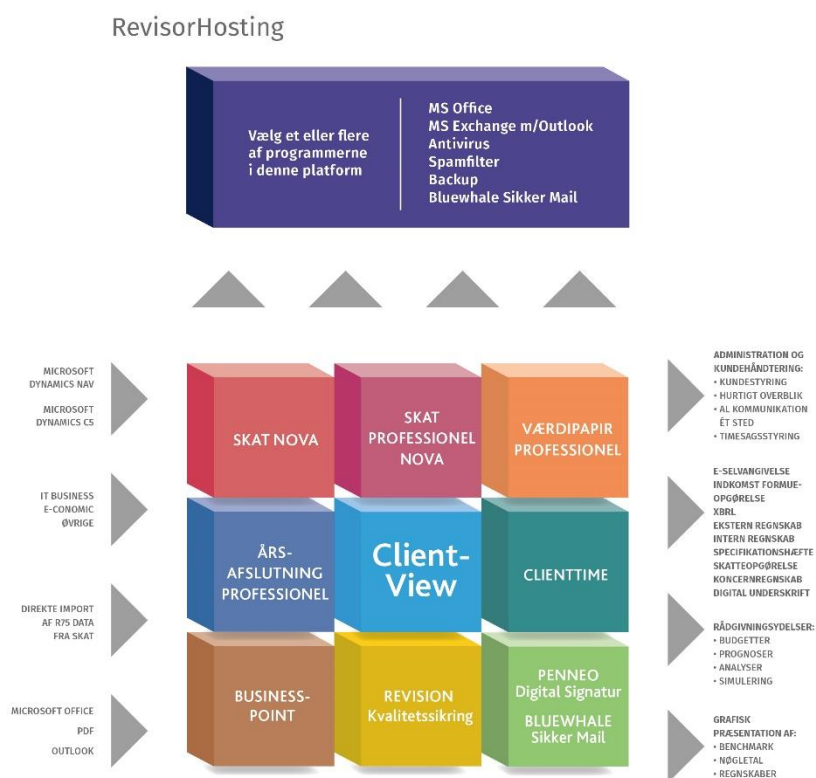 RevisorHosting
Vælg et eller flere
af programmerne
i denne platform
MS Office
MS Exchange m/Outlook
Antivirus
Spamfilter
Backup
Bluewhale Sikker Mail
MICROSOFT
DYNAMICS NAV
MICROSOFT
DYNAMICS C5
IT BUSINESS
E-CONOMIC
ØVRIGE
DIREKTE IMPORT
AF R75 DATA
FRA SKAT
MICROSOFT OFFICE
PDF
OUTLOOK
SKAT NOVA
SKAT
PROFESSIONEL
NOVA
VÆRDIPAPIR
PROFESSIONEL
ÅRS-
AFSLUTNING
PROFESSIONEL
Client-
View
CLIENTTIME
BUSINESS-
POINT
REVISION
Kvalitetssikring
PENNEO
Digital Signatur
BLUEWHALE
Sikker Mail
ADMINISTRATION OG
KUNDEHÅNDTERING:
• KUNDESTYRING
• HURTIGT OVERBLIK
• AL KOMMUNIKATION
ÉT STED
• TIMESAGSSTYRING
E-SELVANGIVELSE
INDKOMST FORMUE-
OPGØRELSE
XBRL
EKSTERN REGNSKAB
INTERN REGNSKAB
SPECIFIKATIONSHÆFTE
SKATTEOPGØRELSE
KONCERNREGNSKAB
DIGITAL UNDERSKRIFT
RÅDGIVNINGSYDELSER:
• BUDGETTER
• PROGNOSER
• ANALYSER
• SIMULERING
GRAFISK
PRÆSENTATION AF:
• BENCHMARK
• NØGLETAL
• REGNSKABER